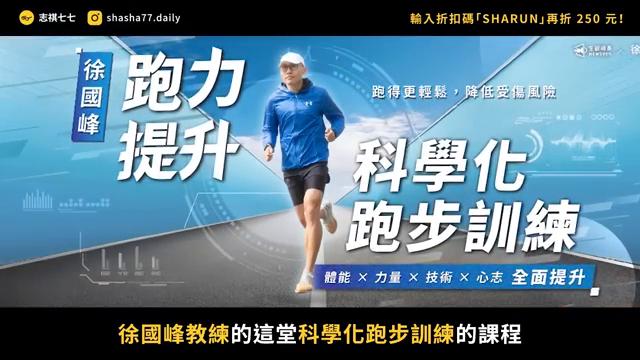 志祺七七
shasha77.daily
輸入折扣碼「SHARUN」再折 250 元!
徐國峰
跑力
提升
跑得更輕鬆,降低受傷風險
科學化
跑步訓練
體能 × 力量 × 技術 × 心志 全面提升
徐國峰教練的這堂科學化跑步訓練的課程